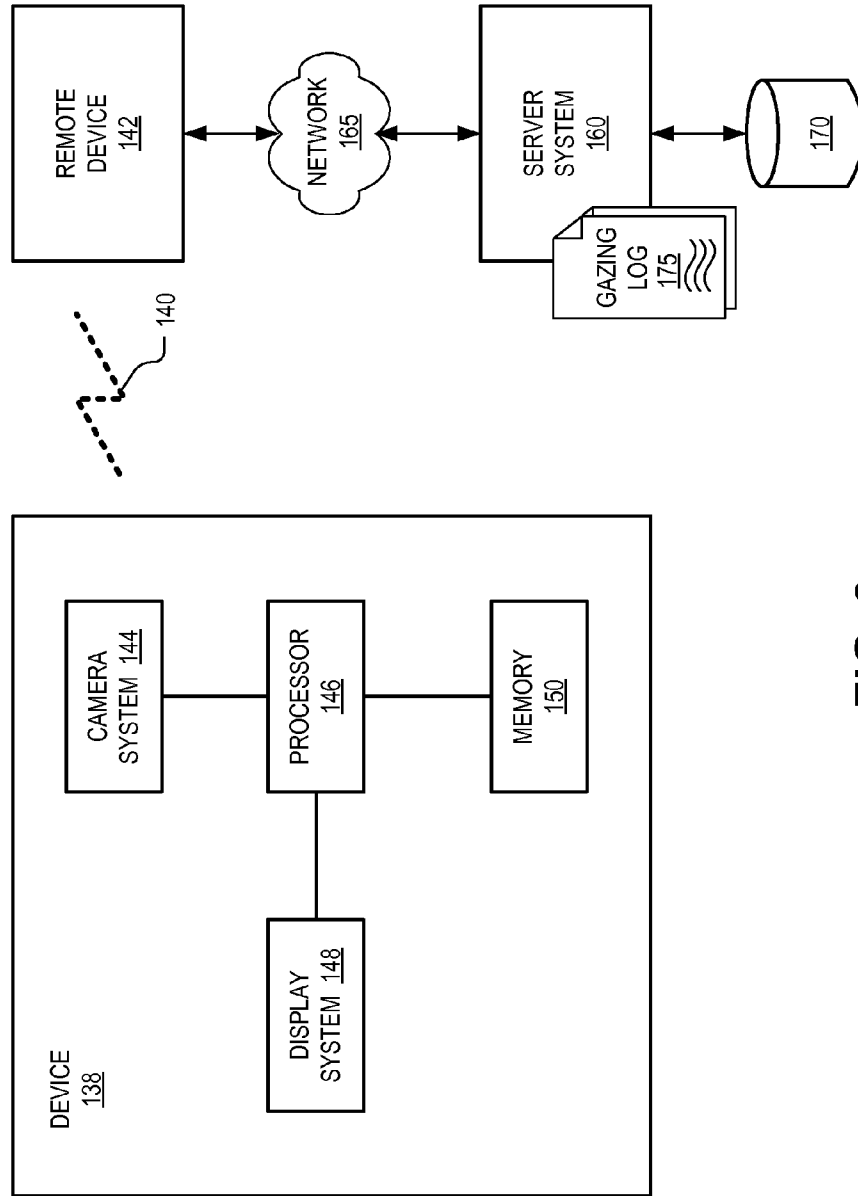 DEVICE
138
DISPLAY
SYSTEM 148
CAMERA
SYSTEM 144
PROCESSOR
146
MEMORY
150
140
REMOTE
DEVICE
142
NETWORK
165
SERVER
SYSTEM
160
GAZING
LOG
175
170
FIG.